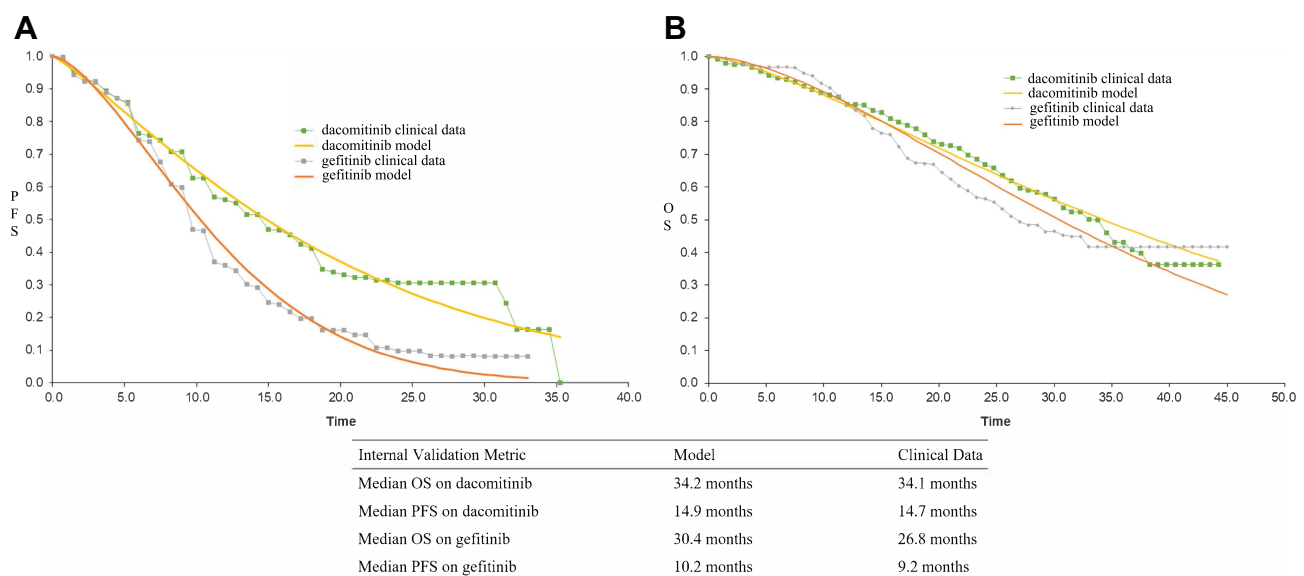 A
B
1.0
0.9
0.8
0.7
0.6
0.5
0.4
0.3
0.2
0.1
0.0
P
F
S
dacomitinib clinical data
dacomitinib model
gefitinib clinical data
gefitinib model
0.0 5.0 10.0 15.0 20.0 25.0 30.0 35.0 40.0
Time
1.0
0.9
0.8
0.7
0.6
0.5
0.4
0.3
0.2
0.1
0.0
O
S
dacomitinib clinical data
dacomitinib model
gefitinib clinical data
gefitinib model
0.0 5.0 10.0 15.0 20.0 25.0 30.0 35.0 40.0 45.0 50.0
Time
Internal Validation Metric Model Clinical Data
Median OS on dacomitinib 34.2 months 34.1 months
Median PFS on dacomitinib 14.9 months 14.7 months
Median OS on gefitinib 30.4 months 26.8 months
Median PFS on gefitinib 10.2 months 9.2 months